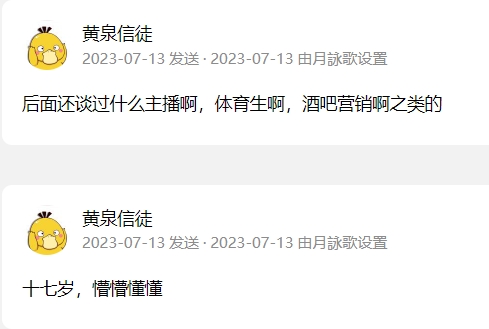 黄泉信徒
2023-07-13 发送 · 2023-07-13 由月詠歌设置
后面还谈过什么主播啊，体育生啊，酒吧营销啊之类的
黄泉信徒
2023-07-13 发送 · 2023-07-13 由月詠歌设置
十七岁，懵懵懂懂